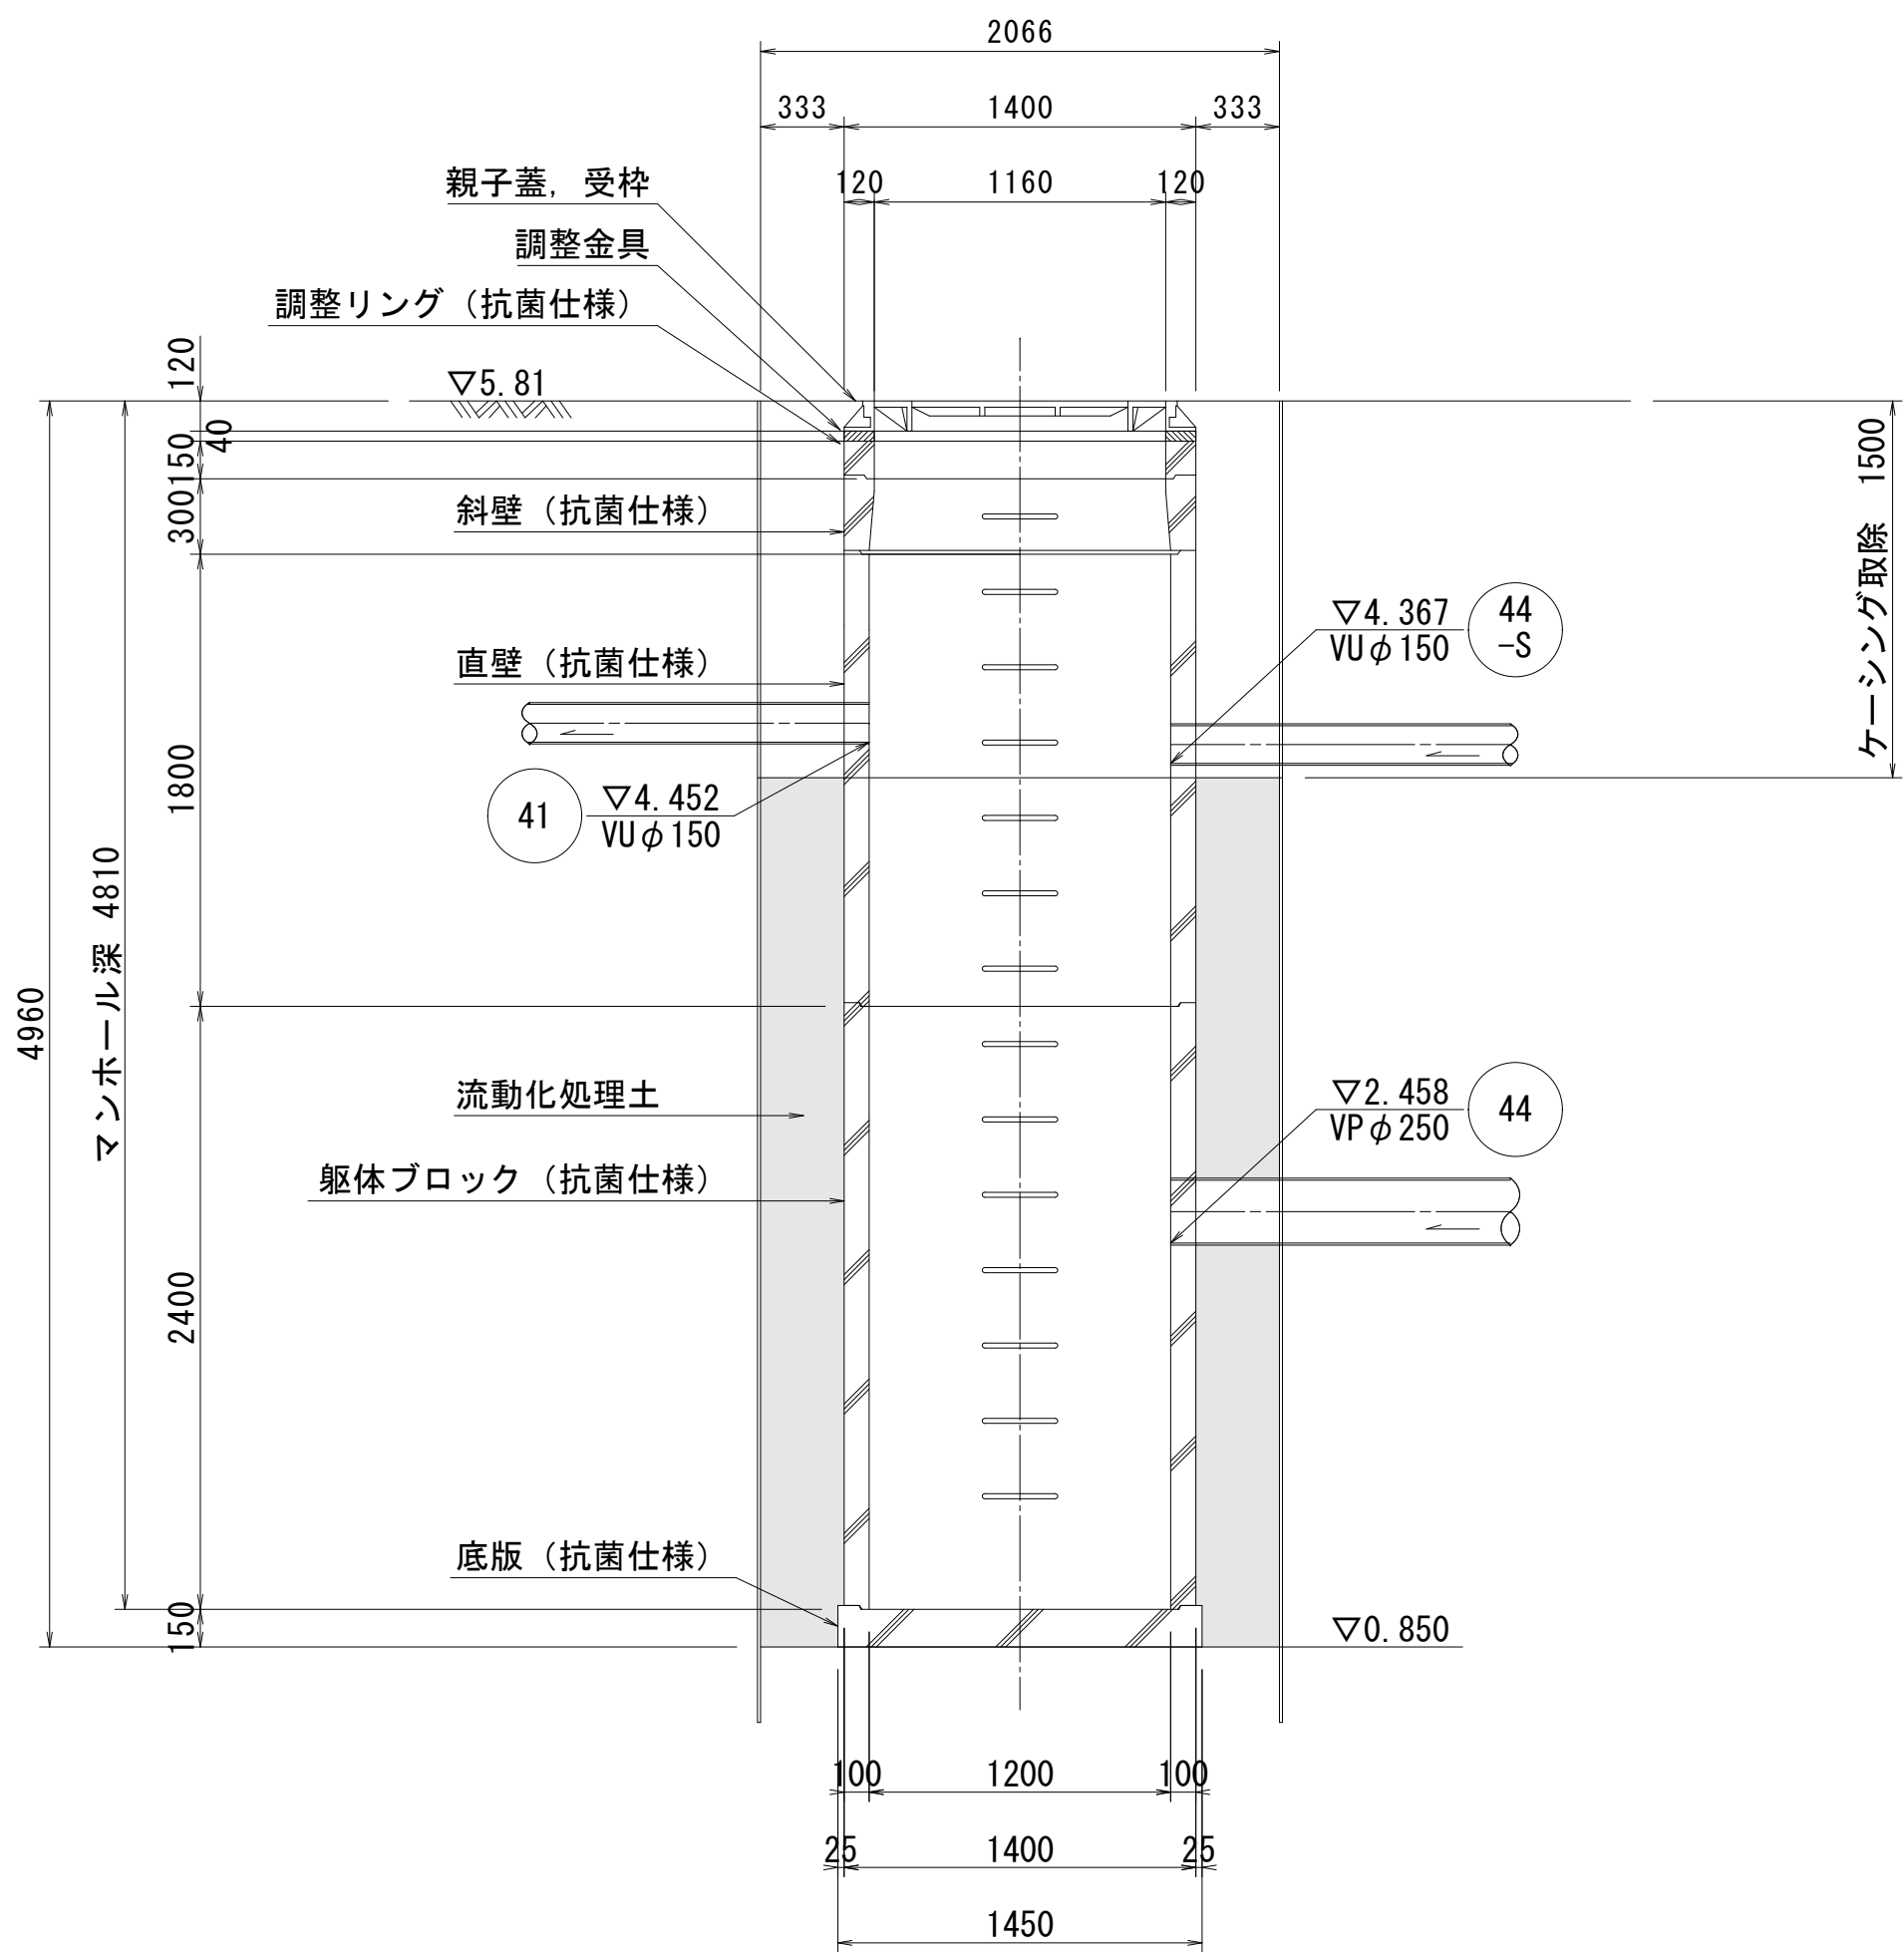 2066
333 1400 333
親子蓋, 受枠
120 1160 120
調整金具
調整リング (抗菌仕様)
120
▽5.81
40
150
300
ケーシング取除 1500
斜壁 (抗菌仕様)
▽4.367
VUφ150
44
-S
直壁 (抗菌仕様)
1800
41
▽4.452
VUφ150
マンホール深 4810
4960
流動化処理土
▽2.458
VPφ250
44
躯体ブロック (抗菌仕様)
2400
底版 (抗菌仕様)
150
▽0.850
100 1200 100
25 1400 25
1450